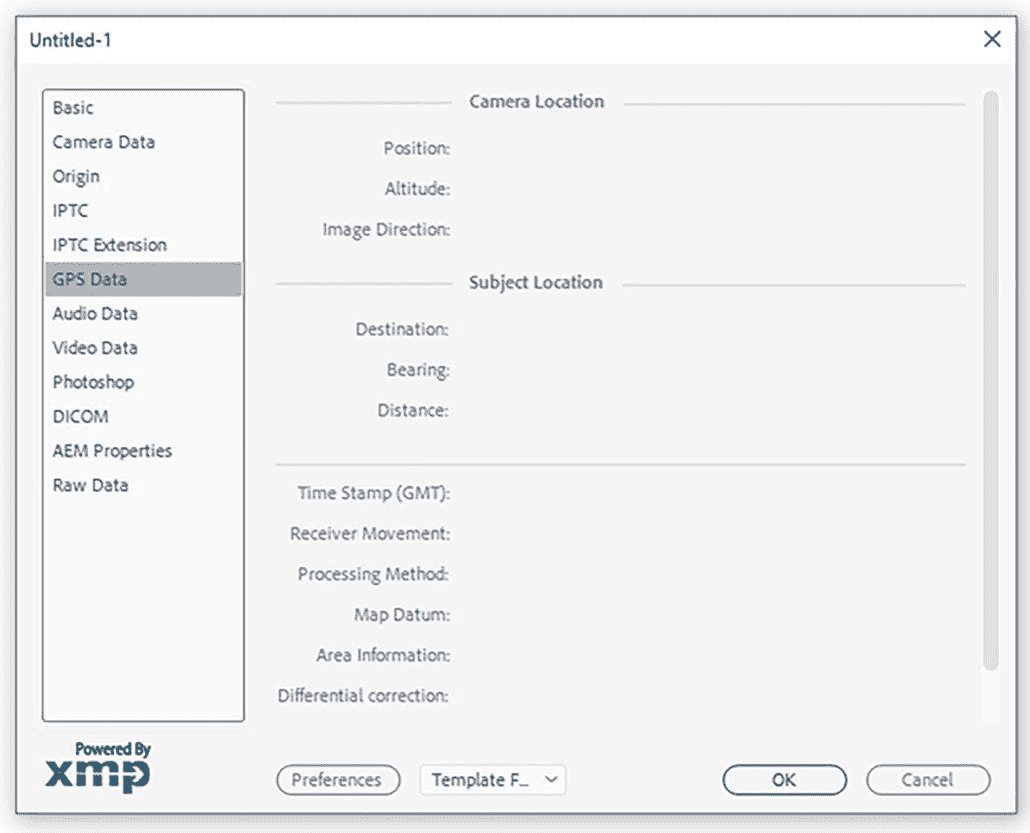 Untitled-1
Basic
Camera Data
Origin
IPTC
IPTC Extension
GPS Data
Audio Data
Video Data
Photoshop
DICOM
AEM Properties
Raw Data
Camera Location
Position:
Altitude:
Image Direction:
Subject Location
Destination:
Bearing:
Distance:
Time Stamp (GMT):
Receiver Movement:
Processing Method:
Map Datum:
Area Information:
Differential correction:
Powered By
xmp
Preferences
Template F...
OK
Cancel